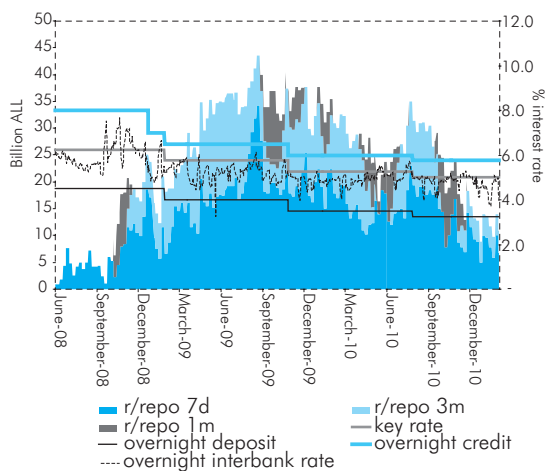 Billion ALL
50
45
40
35
30
25
20
15
10
5
0
12.0
10.0
8.0
6.0
4.0
2.0
-
% interest rate
June-08
September-08
December-08
March-09
June-09
September-09
December-09
March-10
June-10
September-10
December-10
r/repo 7d
r/repo 3m
r/repo 1m
key rate
overnight deposit
overnight credit
overnight interbank rate